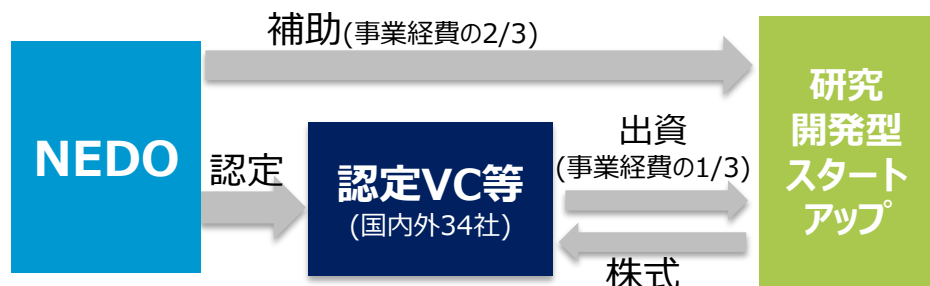 補助(事業経費の2/3)
NEDO
認定
認定VC等
(国内外34社)
出資
(事業経費の1/3)
株式
研究
開発型
スタート
アップ